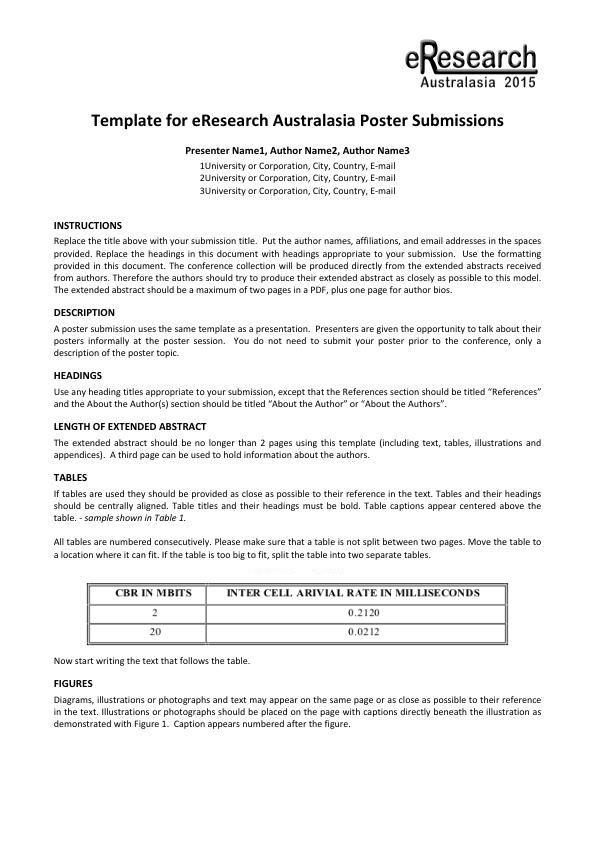 eResearch
Australasia 2015
Template for eResearch Australasia Poster Submissions
Presenter Name1, Author Name2, Author Name3
1University or Corporation, City, Country, E-mail
2University or Corporation, City, Country, E-mail
3University or Corporation, City, Country, E-mail
INSTRUCTIONS
Replace the title above with your submission title. Put the author names, affiliations, and email addresses in the spaces
provided. Replace the headings in this document with headings appropriate to your submission. Use the formatting
provided in this document. The conference collection will be produced directly from the extended abstracts received
from authors. Therefore the authors should try to produce their extended abstract as closely as possible to this model.
The extended abstract should be a maximum of two pages in a PDF, plus one page for author bios.
DESCRIPTION
A poster submission uses the same template as a presentation. Presenters are given the opportunity to talk about their
posters informally at the poster session. You do not need to submit your poster prior to the conference, only a
description of the poster topic.
HEADINGS
Use any heading titles appropriate to your submission, except that the References section should be titled “References”
and the About the Author(s) section should be titled “About the Author” or “About the Authors”.
LENGTH OF EXTENDED ABSTRACT
The extended abstract should be no longer than 2 pages using this template (including text, tables, illustrations and
appendices). A third page can be used to hold information about the authors.
TABLES
If tables are used they should be provided as close as possible to their reference in the text. Tables and their headings
should be centrally aligned. Table titles and their headings must be bold. Table captions appear centered above the
table. - sample shown in Table 1.
All tables are numbered consecutively. Please make sure that a table is not split between two pages. Move the table to
a location where it can fit. If the table is too big to fit, split the table into two separate tables.
CBR IN MBITS INTER CELL ARIVIAL RATE IN MILLISECONDS
2 0.2120
20 0.0212
Now start writing the text that follows the table.
FIGURES
Diagrams, illustrations or photographs and text may appear on the same page or as close as possible to their reference
in the text. Illustrations or photographs should be placed on the page with captions directly beneath the illustration as
demonstrated with Figure 1. Caption appears numbered after the figure.